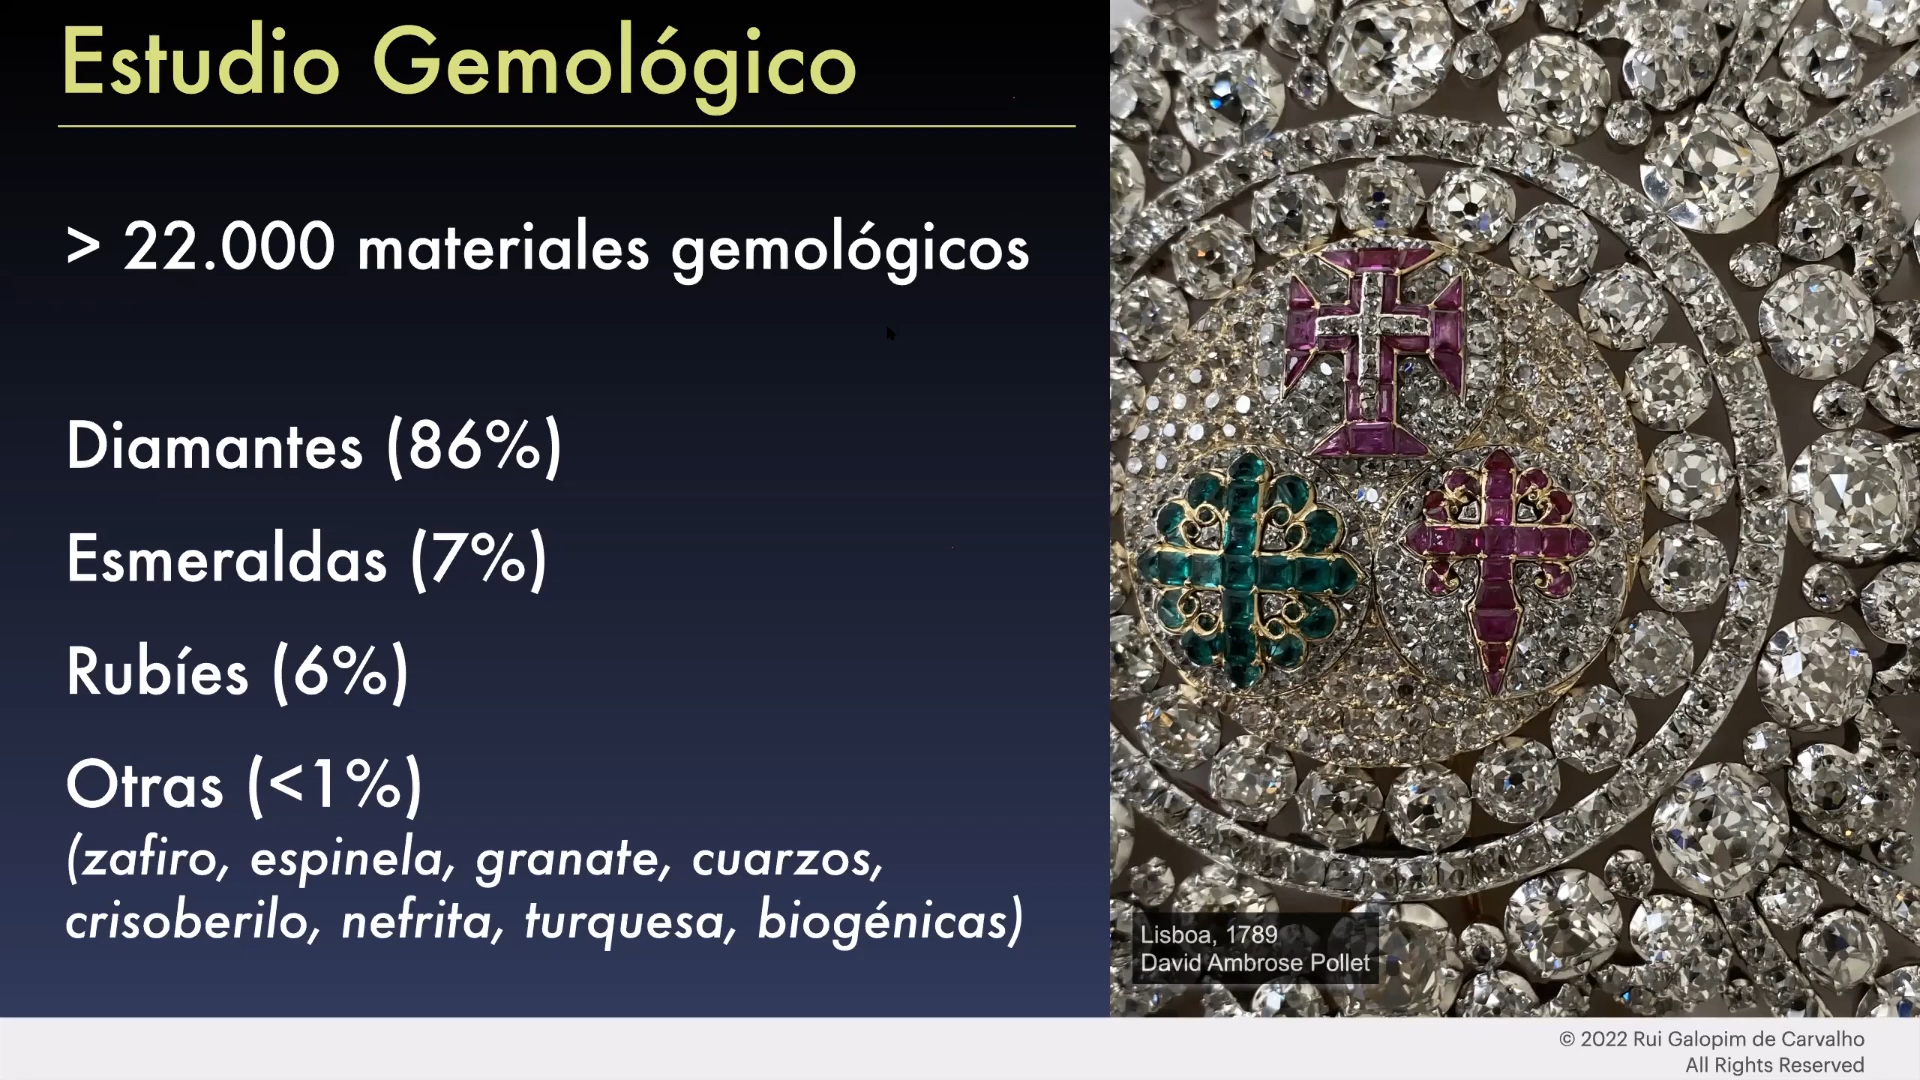 Estudio Gemológico
> 22.000 materiales gemológicos
Diamantes (86%)
Esmeraldas (7%)
Rubíes (6%)
Otras (<1%)
(zafiro, espinela, granate, cuarzos,
crisoberilo, nefrita, turquesa, biogénicas)
Lisboa, 1789
David Ambrose Pollet
© 2022 Rui Galopim de Carvalho
All Rights Reserved